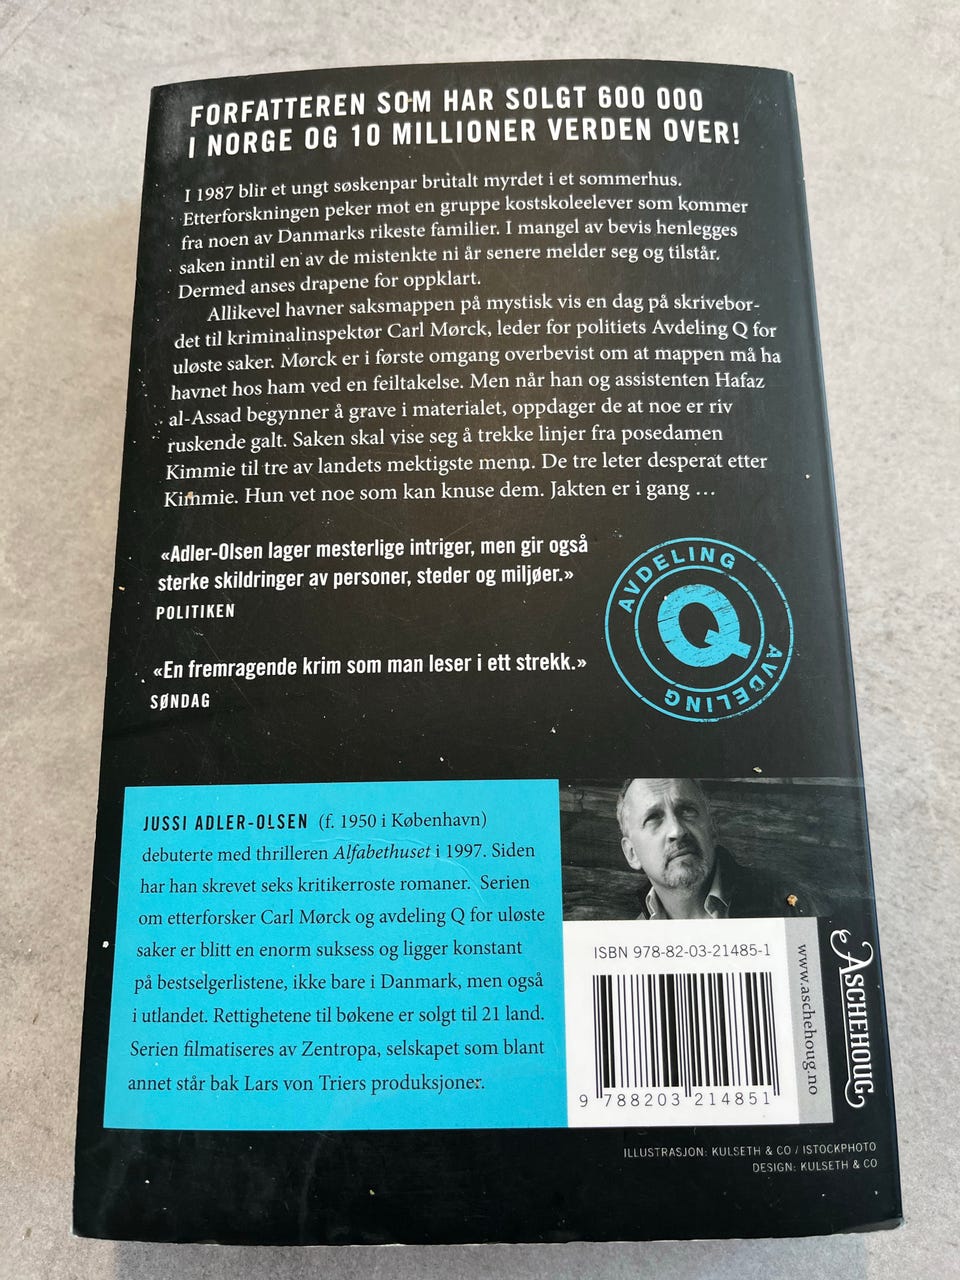 FORFATTEREN SOM HAR SOLGT 600 000
I NORGE OG 10 MILLIONER VERDEN OVER!
I 1987 blir et ungt søskenpar brutalt myrdet i et sommerhus.
Etterforskningen peker mot en gruppe kostskoleelever som kommer
fra noen av Danmarks rikeste familier. I mangel av bevis henlegges
saken inntil en av de mistenkte ni år senere melder seg og tilstår.
Dermed anses drapene for oppklart.
Allikevel havner saksmappen på mystisk vis en dag på skrivebor-
det til kriminalinspektør Carl Mørck, leder for politiets Avdeling Q for
uløste saker. Mørck er i første omgang overbevist om at mappen må ha
havnet hos ham ved en feiltakelse. Men når han og assistenten Hafaz
al-Assad begynner å grave i materialet, oppdager de at noe er riv
ruskende galt. Saken skal vise seg å trekke linjer fra posedamen
Kimmie til tre av landets mektigste menn. De tre leter desperat etter
Kimmie. Hun vet noe som kan knuse dem. Jakten er i gang …
«Adler-Olsen lager mesterlige intriger, men gir også
sterke skildringer av personer, steder og miljøer.»
POLITIKEN
«En fremragende krim som man leser i ett strekk.»
SØNDAG
AVDELING
Q
AVDELING
AVDELING
JUSSI ADLER-OLSEN (f. 1950 i København)
debuterte med thrilleren Alfabethuset i 1997. Siden
har han skrevet seks kritikerroste romaner. Serien
om etterforsker Carl Mørck og avdeling Q for uløste
saker er blitt en enorm suksess og ligger konstant
på bestselgerlistene, ikke bare i Danmark, men også
i utlandet. Rettighetene til bøkene er solgt til 21 land.
Serien filmatiseres av Zentropa, selskapet som blant
annet står bak Lars von Triers produksjoner.
ISBN 978-82-03-21485-1
9 788203 214851
www.aschehoug.no
ASCHEHOUG
ILLUSTRASJON: KULSETH & CO / ISTOCKPHOTO
DESIGN: KULSETH & CO